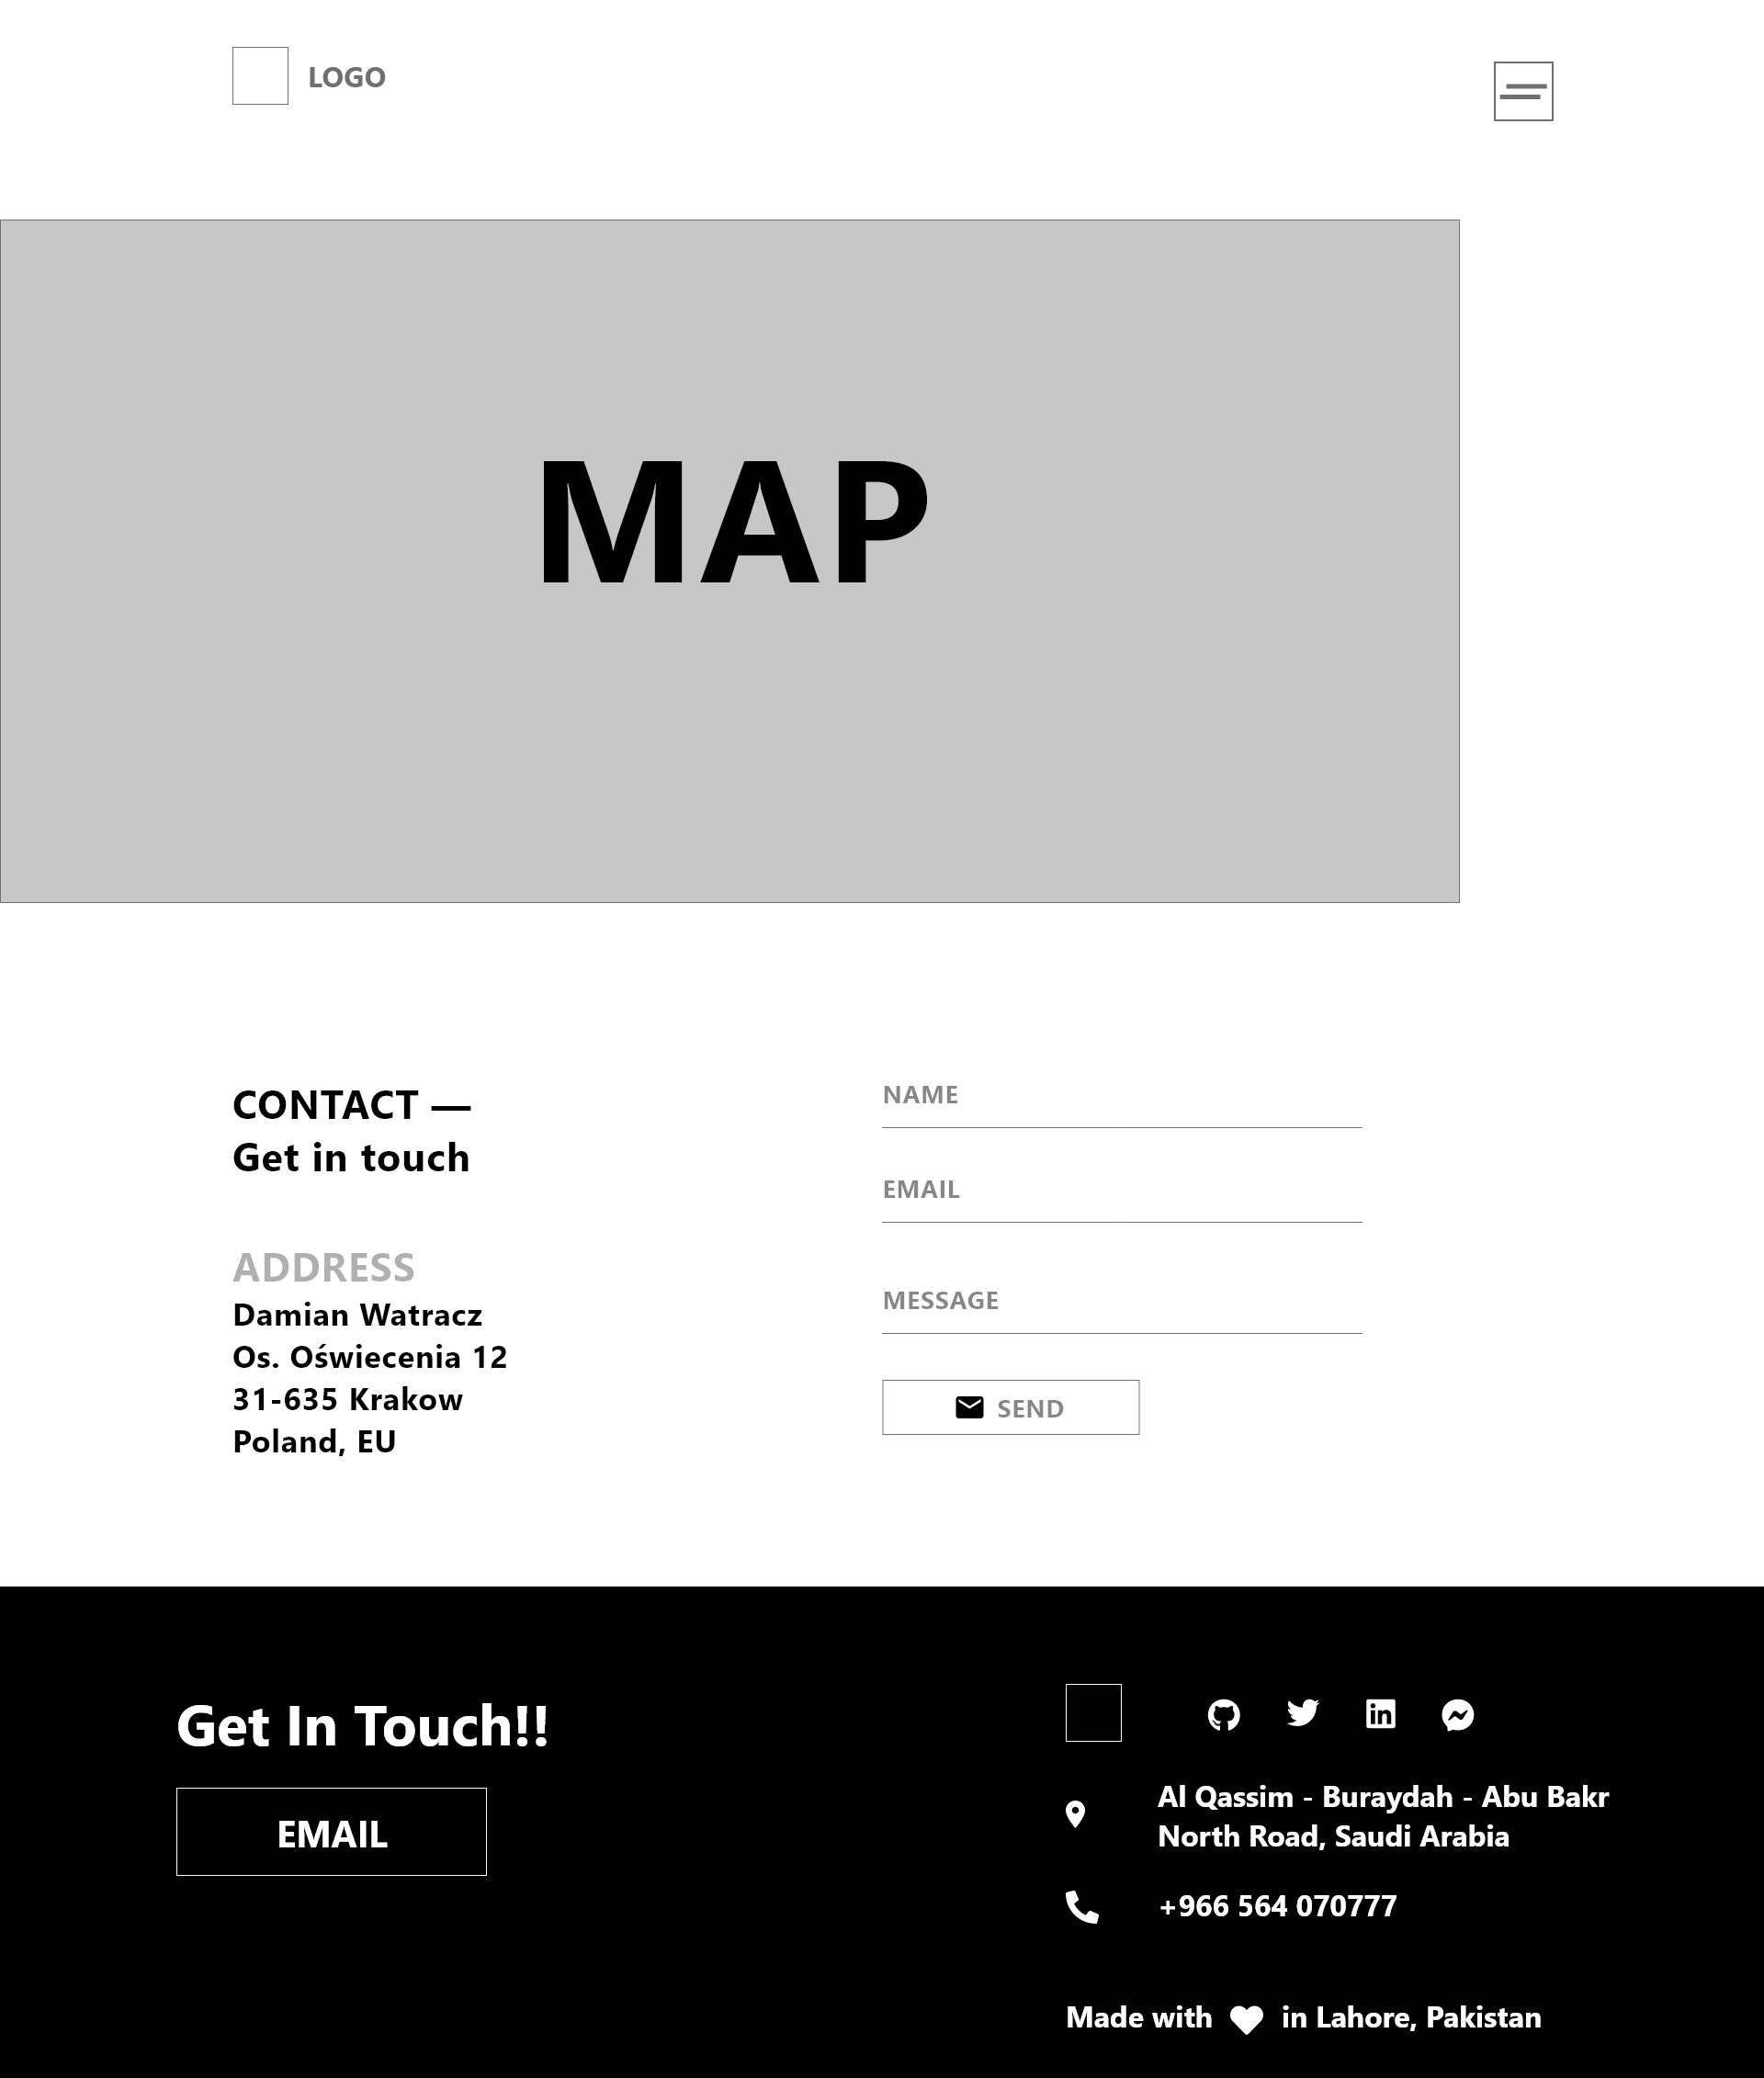 LOGO
MAP
CONTACT —
Get in touch
ADDRESS
Damian Watracz
Os. Oświecenia 12
31-635 Krakow
Poland, EU
NAME
EMAIL
MESSAGE
SEND
Get In Touch!!
EMAIL
Al Qassim - Buraydah - Abu Bakr
North Road, Saudi Arabia
+966 564 070777
Made with in Lahore, Pakistan